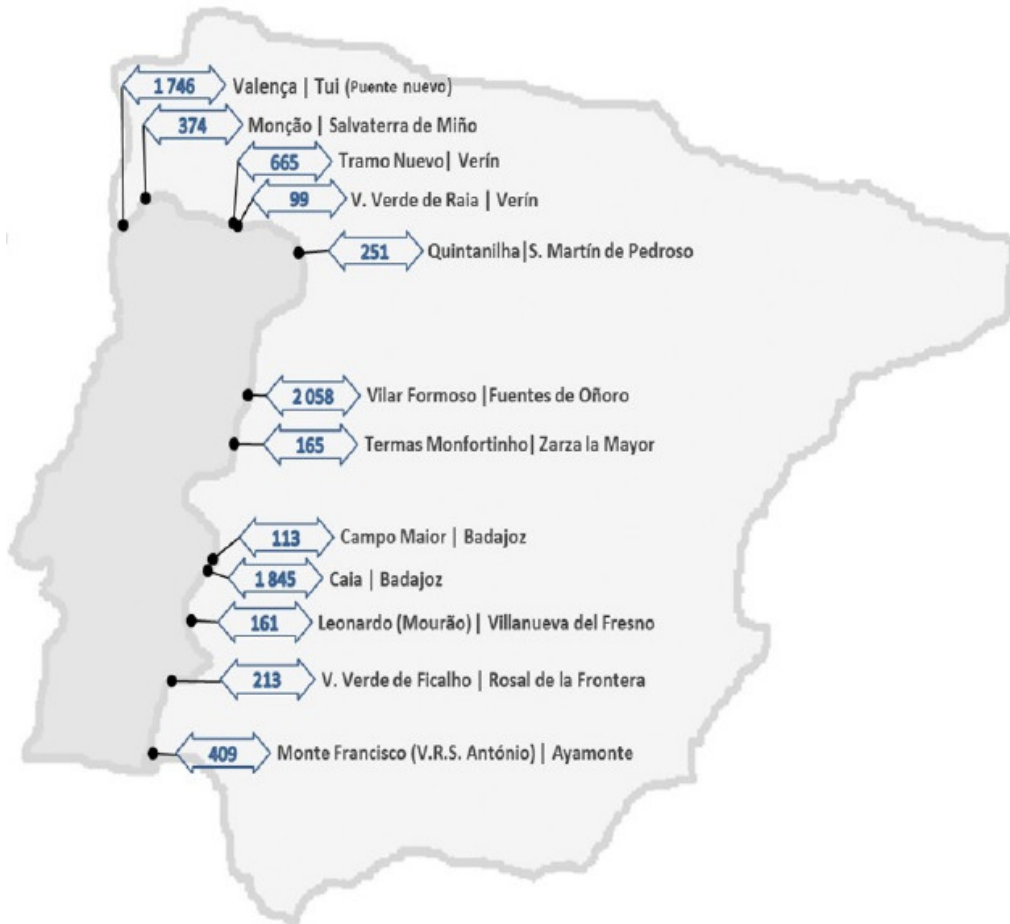 1 746 Valença | Tui (Puente nuevo)
374 Monção | Salvaterra de Miño
665 Tramo Nuevo| Verín
99 V. Verde de Raia | Verín
251 Quintanilha|S. Martín de Pedroso
2 058 Vilar Formoso |Fuentes de Oñoro
165 Termas Monfortinho| Zarza la Mayor
113 Campo Maior | Badajoz
1 845 Caia | Badajoz
161 Leonardo (Mourão) | Villanueva del Fresno
213 V. Verde de Ficalho | Rosal de la Frontera
409 Monte Francisco (V.R.S. António) | Ayamonte